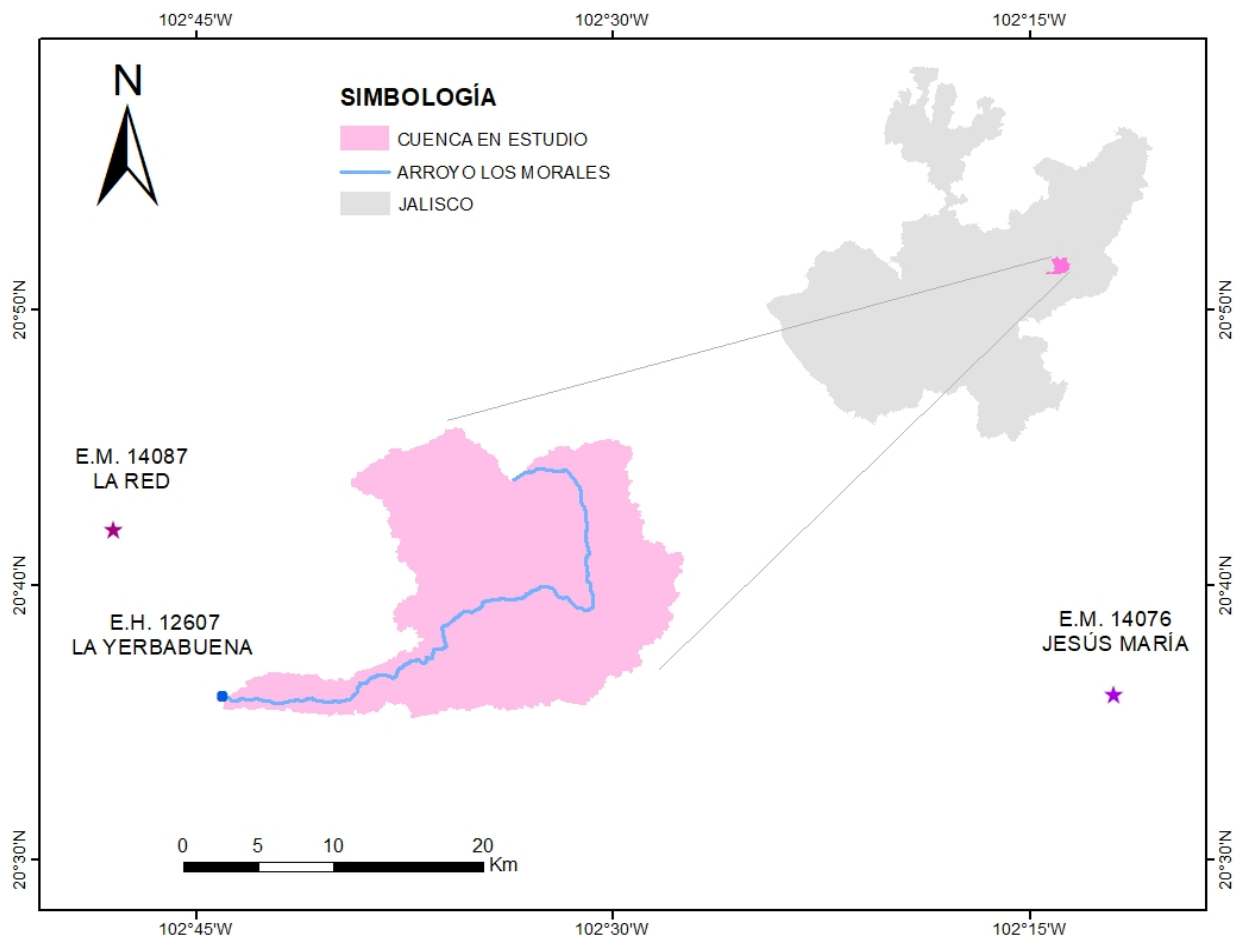 102°45'W
102°30'W
102°15'W
N
SIMBOLOGÍA
CUENCA EN ESTUDIO
ARROYO LOS MORALES
JALISCO
20°50'N
20°50'N
E.M. 14087
LA RED
20°40'N
20°40'N
E.H. 12607
LA YERBABUENA
E.M. 14076
JESÚS MARÍA
0
5
10
20
Km
20°30'N
20°30'N
102°45'W
102°30'W
102°15'W